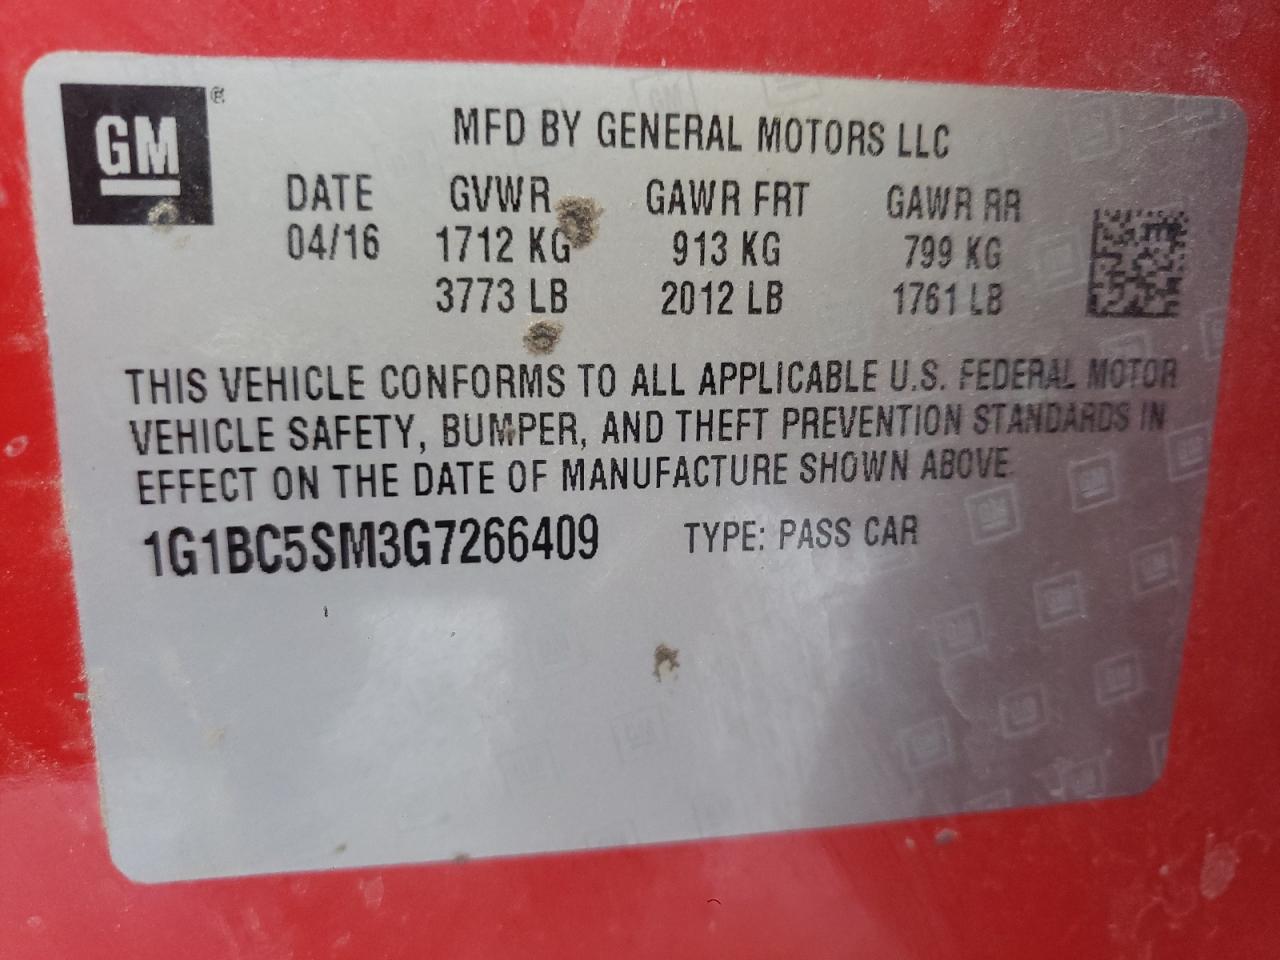 GM®
MFD BY GENERAL MOTORS LLC
DATE GVWR GAWR FRT GAWR RR
04/16 1712 KG 913 KG 799 KG
3773 LB 2012 LB 1761 LB
THIS VEHICLE CONFORMS TO ALL APPLICABLE U.S. FEDERAL MOTOR
VEHICLE SAFETY, BUMPER, AND THEFT PREVENTION STANDARDS IN
EFFECT ON THE DATE OF MANUFACTURE SHOWN ABOVE.
1G1BC5SM3G7266409 TYPE: PASS CAR